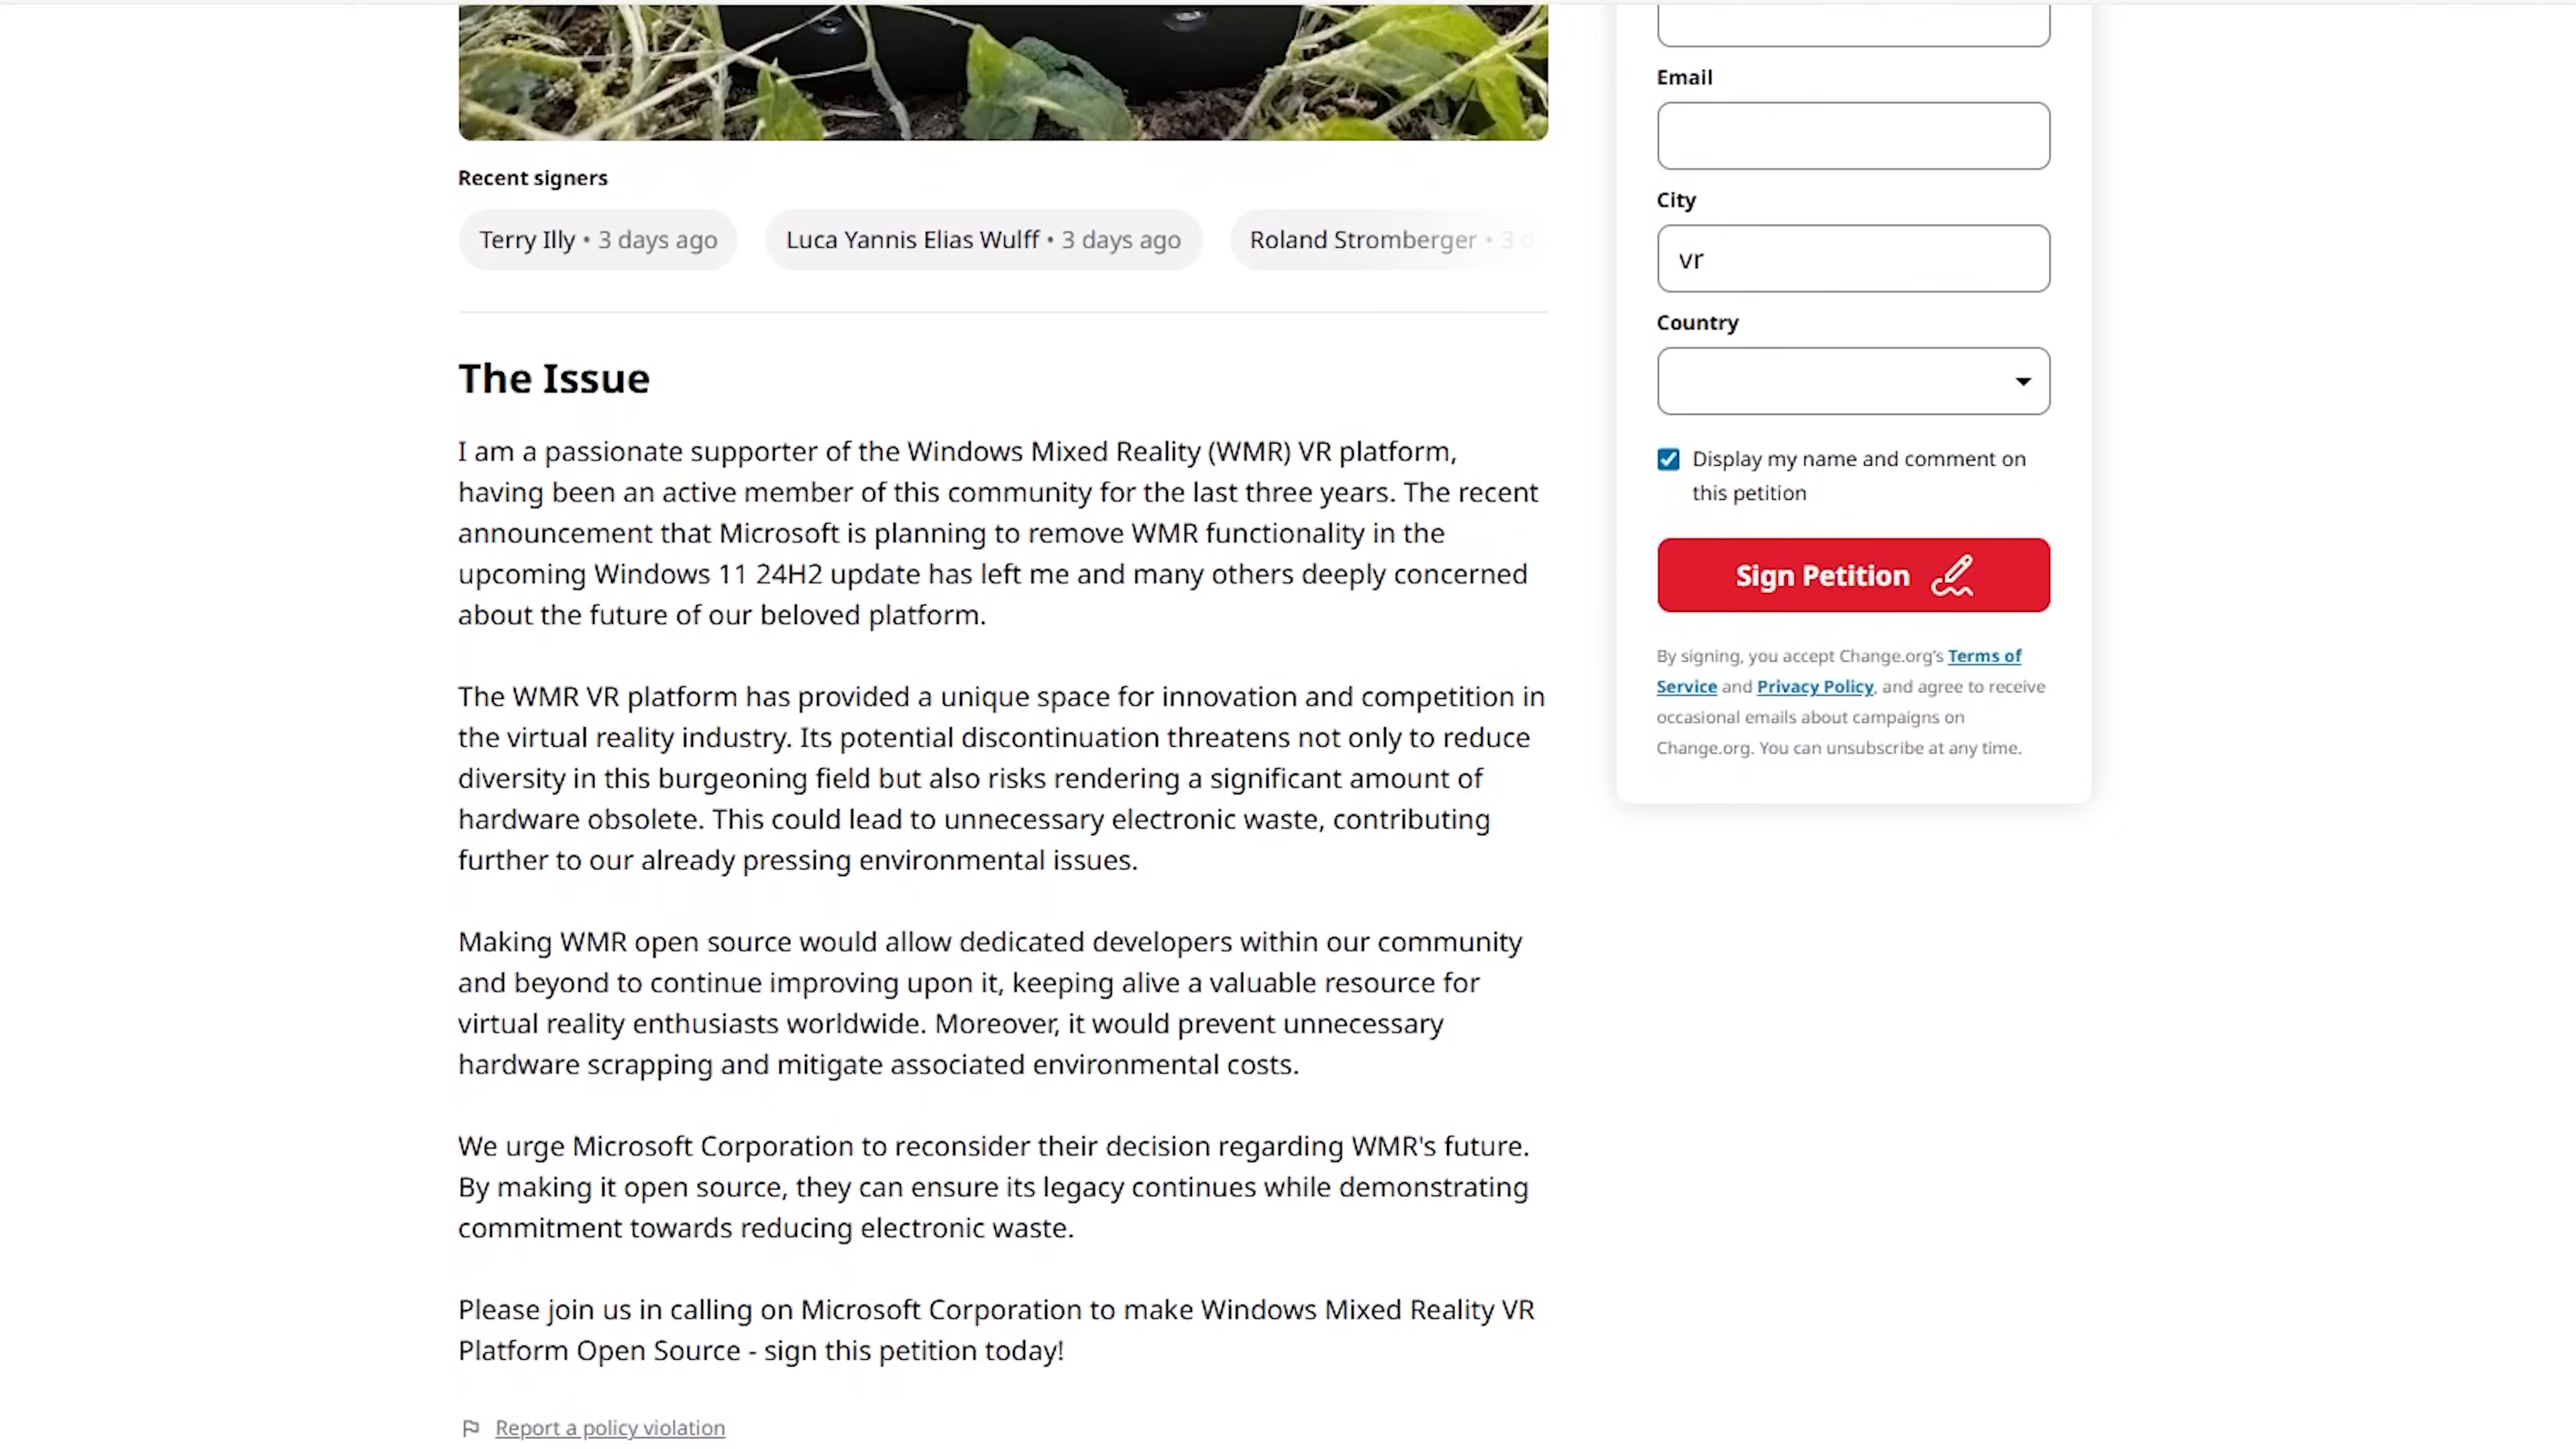 Recent signers
Terry Illy • 3 days ago
Luca Yannis Elias Wulff • 3 days ago
Roland Stromberger • 3 d
The Issue
I am a passionate supporter of the Windows Mixed Reality (WMR) VR platform,
having been an active member of this community for the last three years. The recent
announcement that Microsoft is planning to remove WMR functionality in the
upcoming Windows 11 24H2 update has left me and many others deeply concerned
about the future of our beloved platform.
The WMR VR platform has provided a unique space for innovation and competition in
the virtual reality industry. Its potential discontinuation threatens not only to reduce
diversity in this burgeoning field but also risks rendering a significant amount of
hardware obsolete. This could lead to unnecessary electronic waste, contributing
further to our already pressing environmental issues.
Making WMR open source would allow dedicated developers within our community
and beyond to continue improving upon it, keeping alive a valuable resource for
virtual reality enthusiasts worldwide. Moreover, it would prevent unnecessary
hardware scrapping and mitigate associated environmental costs.
We urge Microsoft Corporation to reconsider their decision regarding WMR's future.
By making it open source, they can ensure its legacy continues while demonstrating
commitment towards reducing electronic waste.
Please join us in calling on Microsoft Corporation to make Windows Mixed Reality VR
Platform Open Source - sign this petition today!
Report a policy violation
Email
City
vr
Country
Display my name and comment on
this petition
Sign Petition
By signing, you accept Change.org's Terms of
Service and Privacy Policy, and agree to receive
occasional emails about campaigns on
Change.org. You can unsubscribe at any time.